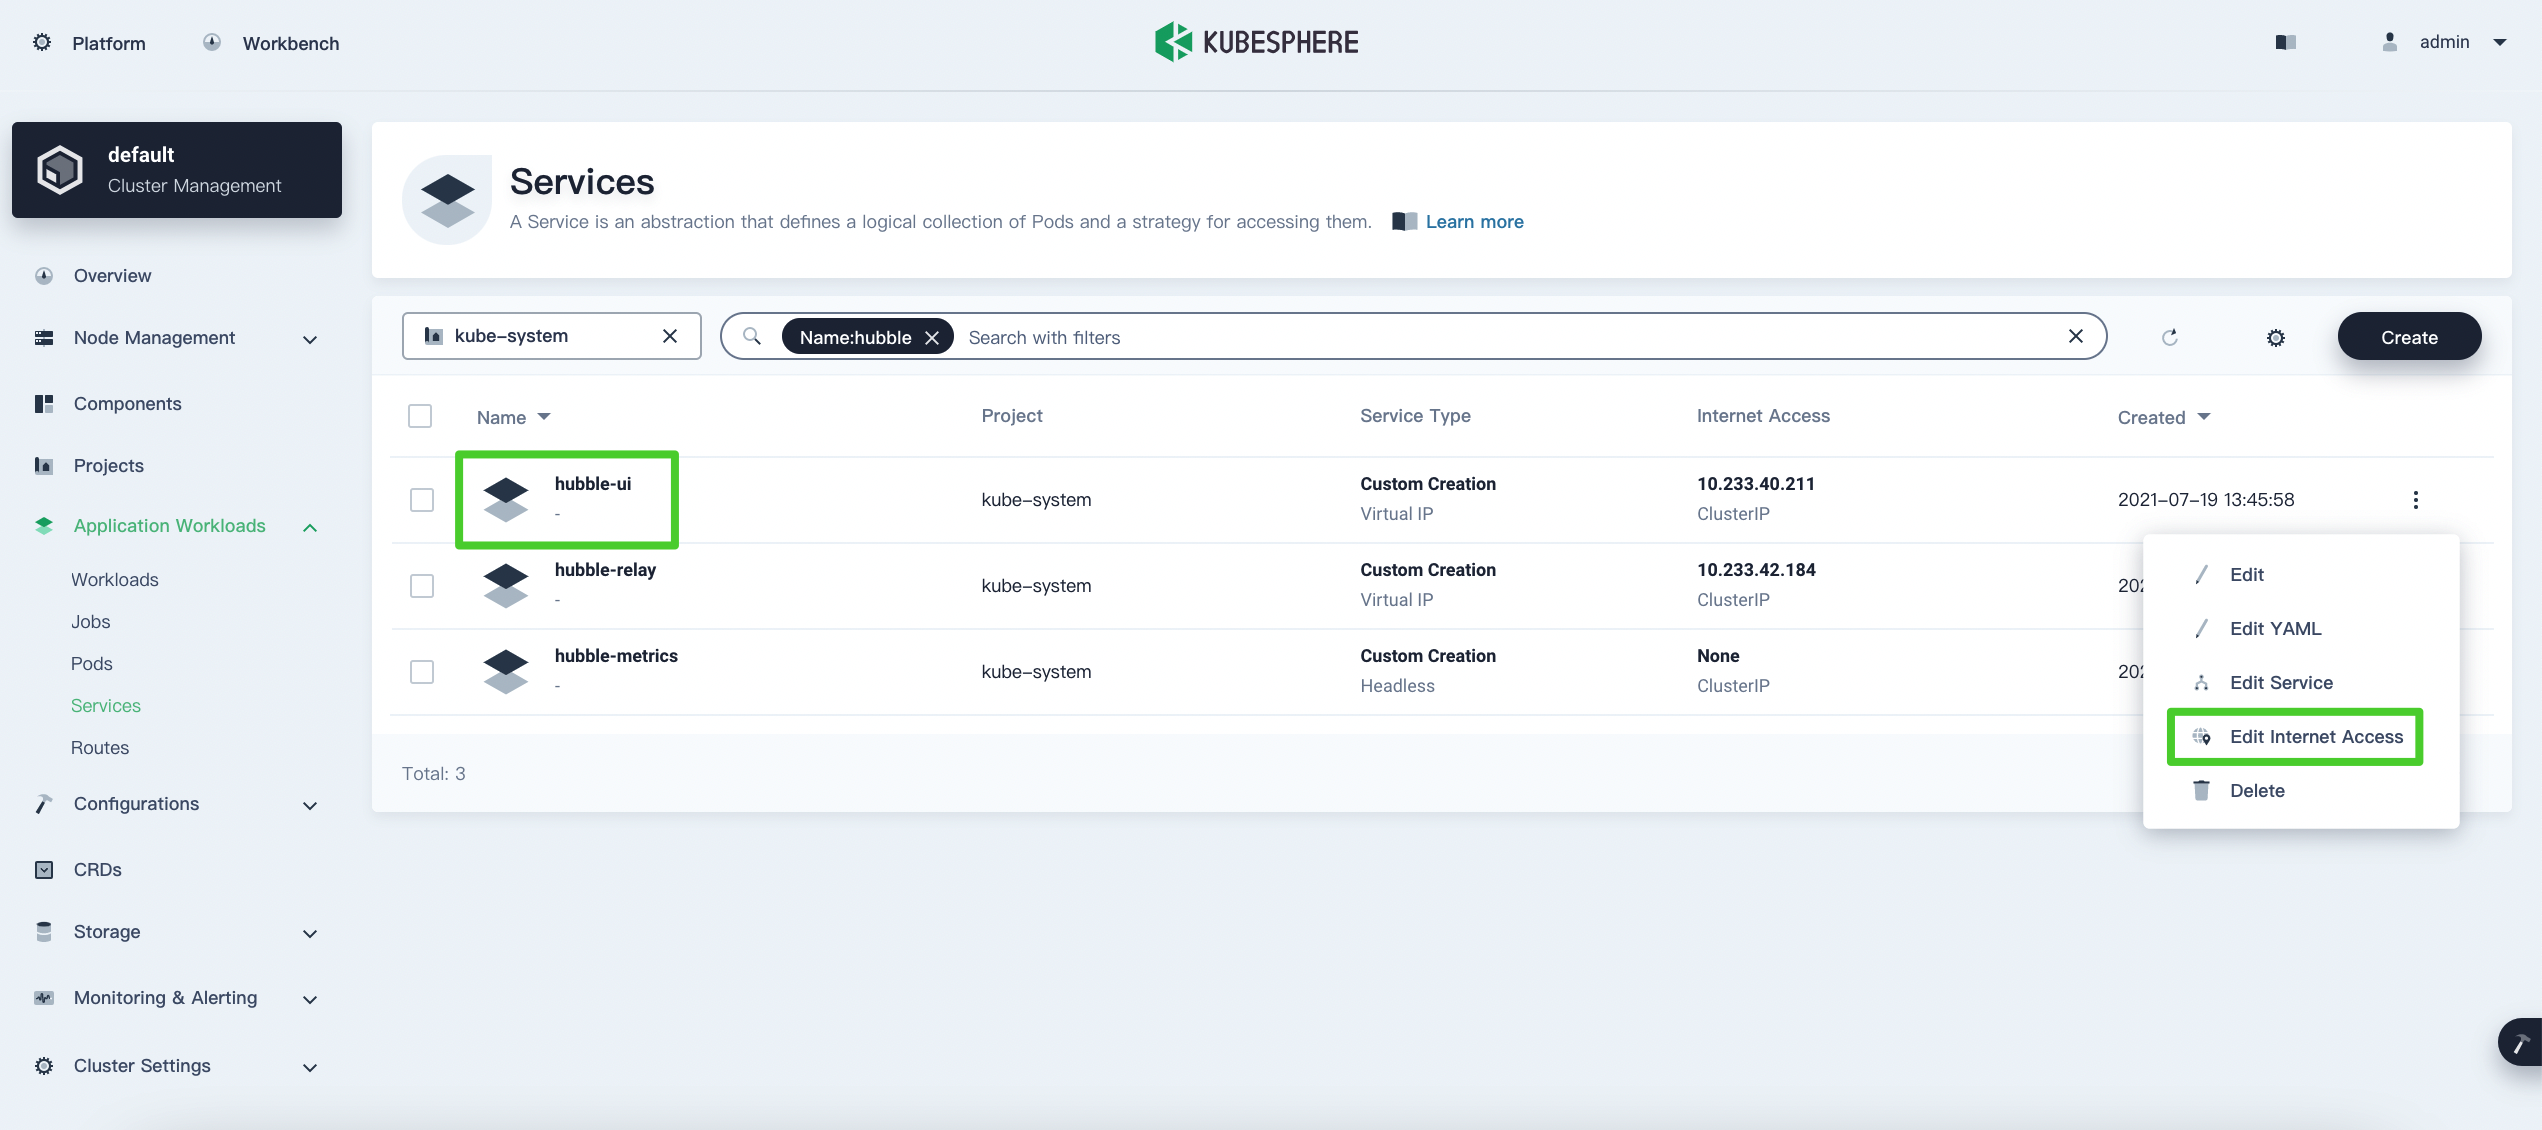 Platform
Workbench
KUBESPHERE
admin
default
Cluster Management
Overview
Node Management
Components
Projects
Application Workloads
Workloads
Jobs
Pods
Services
Routes
Configurations
CRDs
Storage
Monitoring & Alerting
Cluster Settings
Services
A Service is an abstraction that defines a logical collection of Pods and a strategy for accessing them. Learn more
kube-system
Name:hubble Search with filters
Create
Name Project Service Type Internet Access Created
hubble-ui
-
kube-system
Custom Creation
Virtual IP
10.233.40.211
ClusterIP
2021-07-19 13:45:58
hubble-relay
-
kube-system
Custom Creation
Virtual IP
10.233.42.184
ClusterIP
hubble-metrics
-
kube-system
Custom Creation
Headless
None
ClusterIP
Total: 3
Edit
Edit YAML
Edit Service
Edit Internet Access
Delete